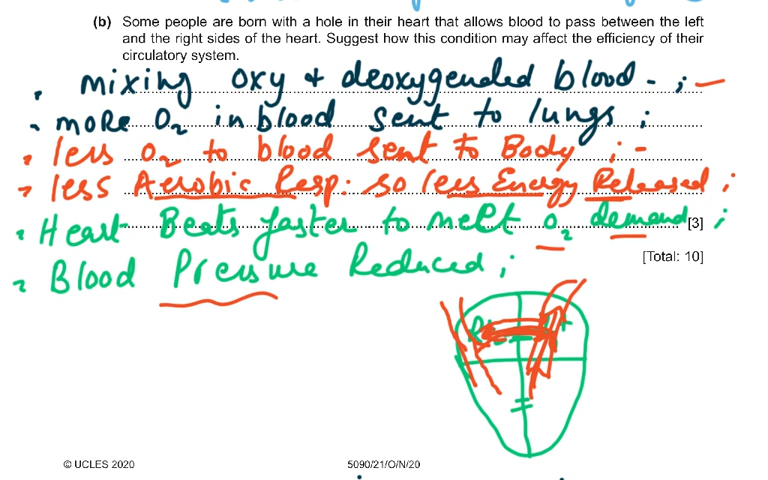 (b) Some people are born with a hole in their heart that allows blood to pass between the left
and the right sides of the heart. Suggest how this condition may affect the efficiency of their
circulatory system.
mixing oxy + deoxygended blood - ; -
more O2 in blood sent to lungs ;
less O2 to blood sent to Body ; -
less Aerobic Resp: so less Energy Released ;
Heart Beats faster to meet O2 demand [3] ;
[Total: 10]
Blood Pressure Reduced ;
© UCLES 2020 5090/21/O/N/20